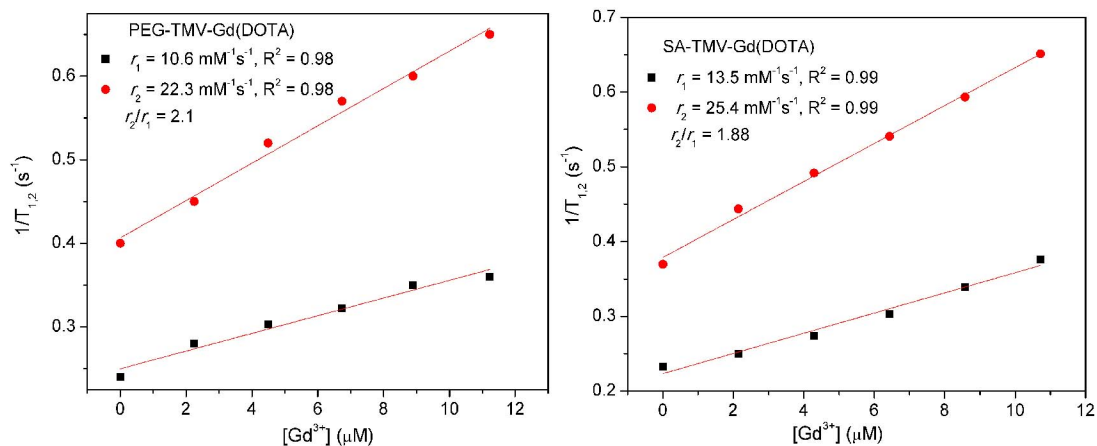 PEG-TMV-Gd(DOTA)
r₁ = 10.6 mM⁻¹s⁻¹, R² = 0.98
r₂ = 22.3 mM⁻¹s⁻¹, R² = 0.98
r₂/r₁ = 2.1
1/T₁,₂ (s⁻¹)
0.6
0.5
0.4
0.3
0 2 4 6 8 10 12
[Gd³⁺] (μM)
SA-TMV-Gd(DOTA)
r₁ = 13.5 mM⁻¹s⁻¹, R² = 0.99
r₂ = 25.4 mM⁻¹s⁻¹, R² = 0.99
r₂/r₁ = 1.88
1/T₁,₂ (s⁻¹)
0.7
0.6
0.5
0.4
0.3
0.2
0 2 4 6 8 10 12
[Gd³⁺] (μM)